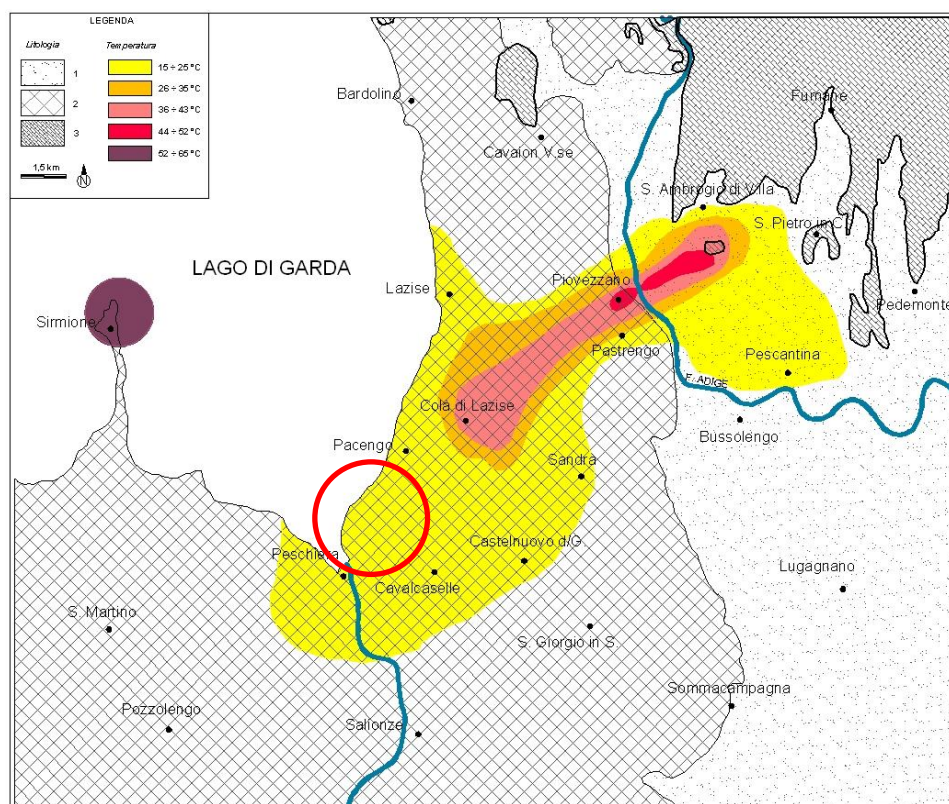 LEGENDA
Litologia
Temperatura
1
15 ÷ 25 °C
2
26 ÷ 35 °C
3
36 ÷ 43 °C
44 ÷ 52 °C
1,5 km
52 ÷ 65 °C
N
Bardolino
Fumane
Cavaion V.se
S. Ambrogio di Villa
S. Pietro in C
LAGO DI GARDA
Piovezzano
Lazise
Pedemonte
Sirmione
Pastrengo
Pescantina
F. ADIGE
Colà di Lazise
Bussolengo
Pacengo
Sandra
Castelnuovo d/G
Peschiera
Cavalcaselle
Lugagnano
S. Martino
S. Giorgio in S.
Sommacampagna
Pozzolengo
Salionze